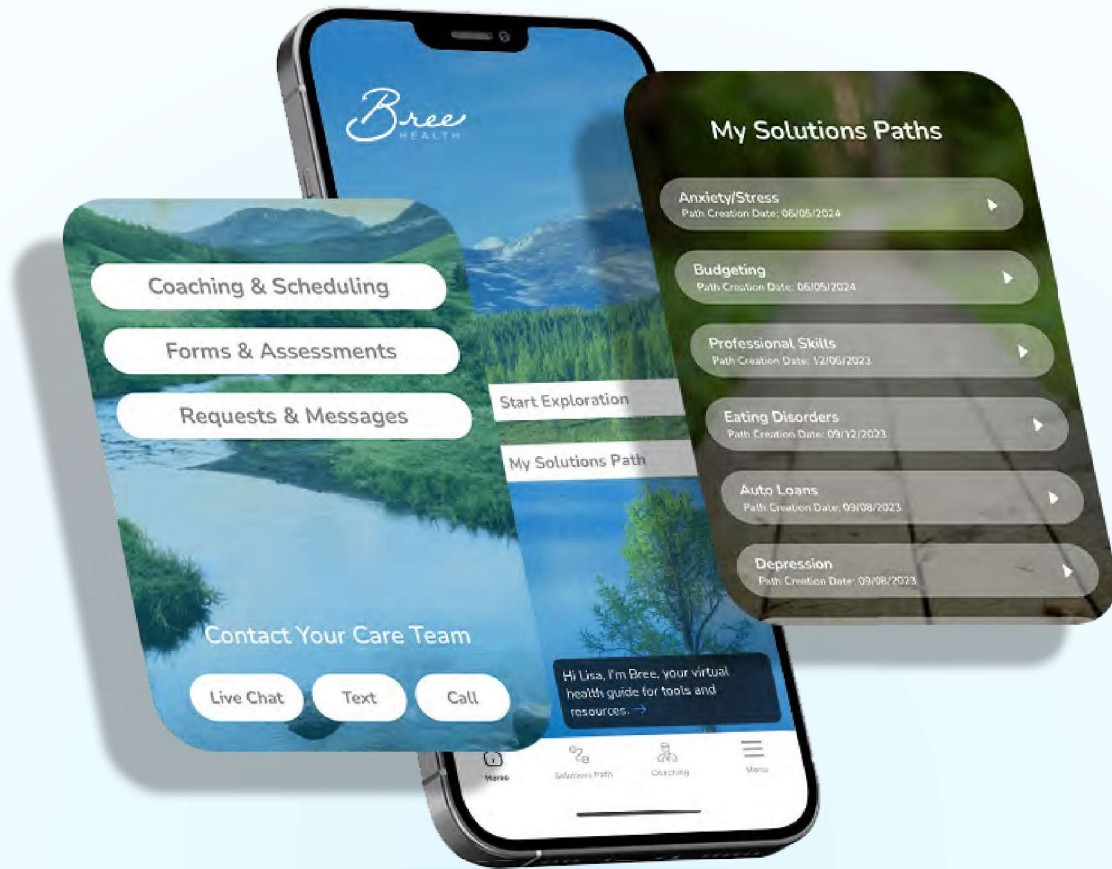 Bree
HEALTH
Coaching & Scheduling
Forms & Assessments
Requests & Messages
Contact Your Care Team
Live Chat
Text
Call
Start Exploration
My Solutions Path
Hi Lisa, I'm Bree, your virtual
health guide for tools and
resources. →
Home
Solutions Path
Coaching
Menu
My Solutions Paths
Anxiety/Stress
Path Creation Date: 06/05/2024
Budgeting
Path Creation Date: 06/05/2024
Professional Skills
Path Creation Date: 12/06/2023
Eating Disorders
Path Creation Date: 09/12/2023
Auto Loans
Path Creation Date: 09/08/2023
Depression
Path Creation Date: 09/08/2023